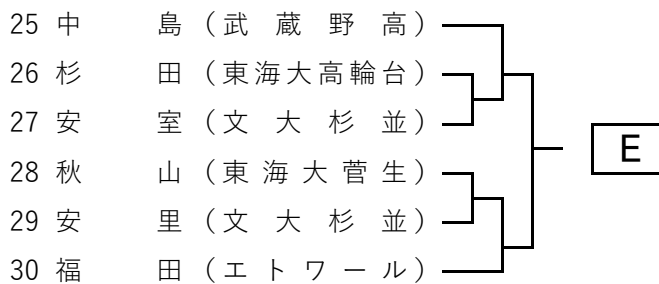 25 中島（武蔵野高）
26 杉田（東海大高輪台）
27 安室（文大杉並）
E
28 秋山（東海大菅生）
29 安里（文大杉並）
30 福田（エトワール）